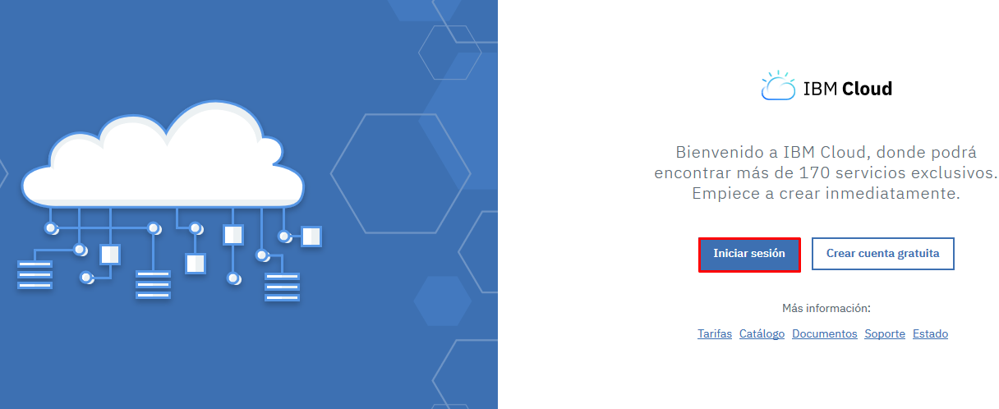 IBM Cloud
Bienvenido a IBM Cloud, donde podrá
encontrar más de 170 servicios exclusivos.
Empiece a crear inmediatamente.
Iniciar sesión Crear cuenta gratuita
Más información:
Tarifas Catálogo Documentos Soporte Estado